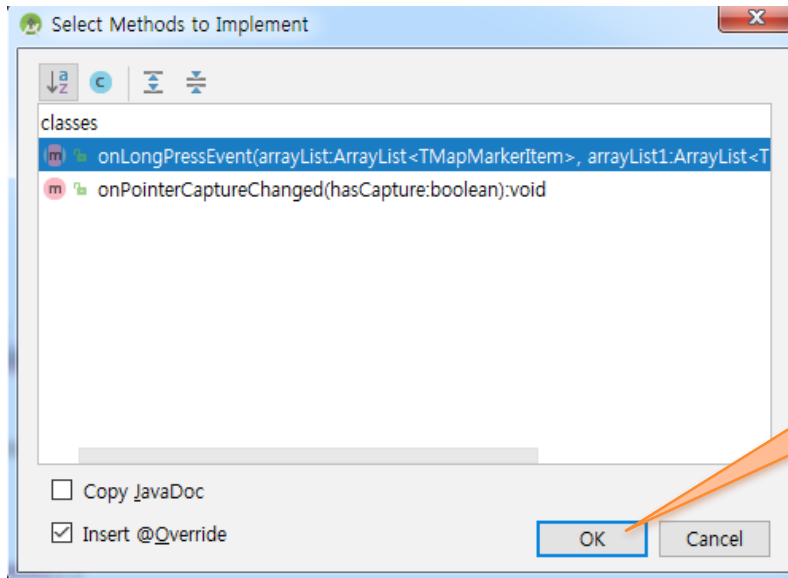 Select Methods to Implement
classes
onLongPressEvent(arrayList:ArrayList<TMapMarkerItem>, arrayList1:ArrayList<T
onPointerCaptureChanged(hasCapture:boolean):void
Copy JavaDoc
Insert @Override
OK
Cancel